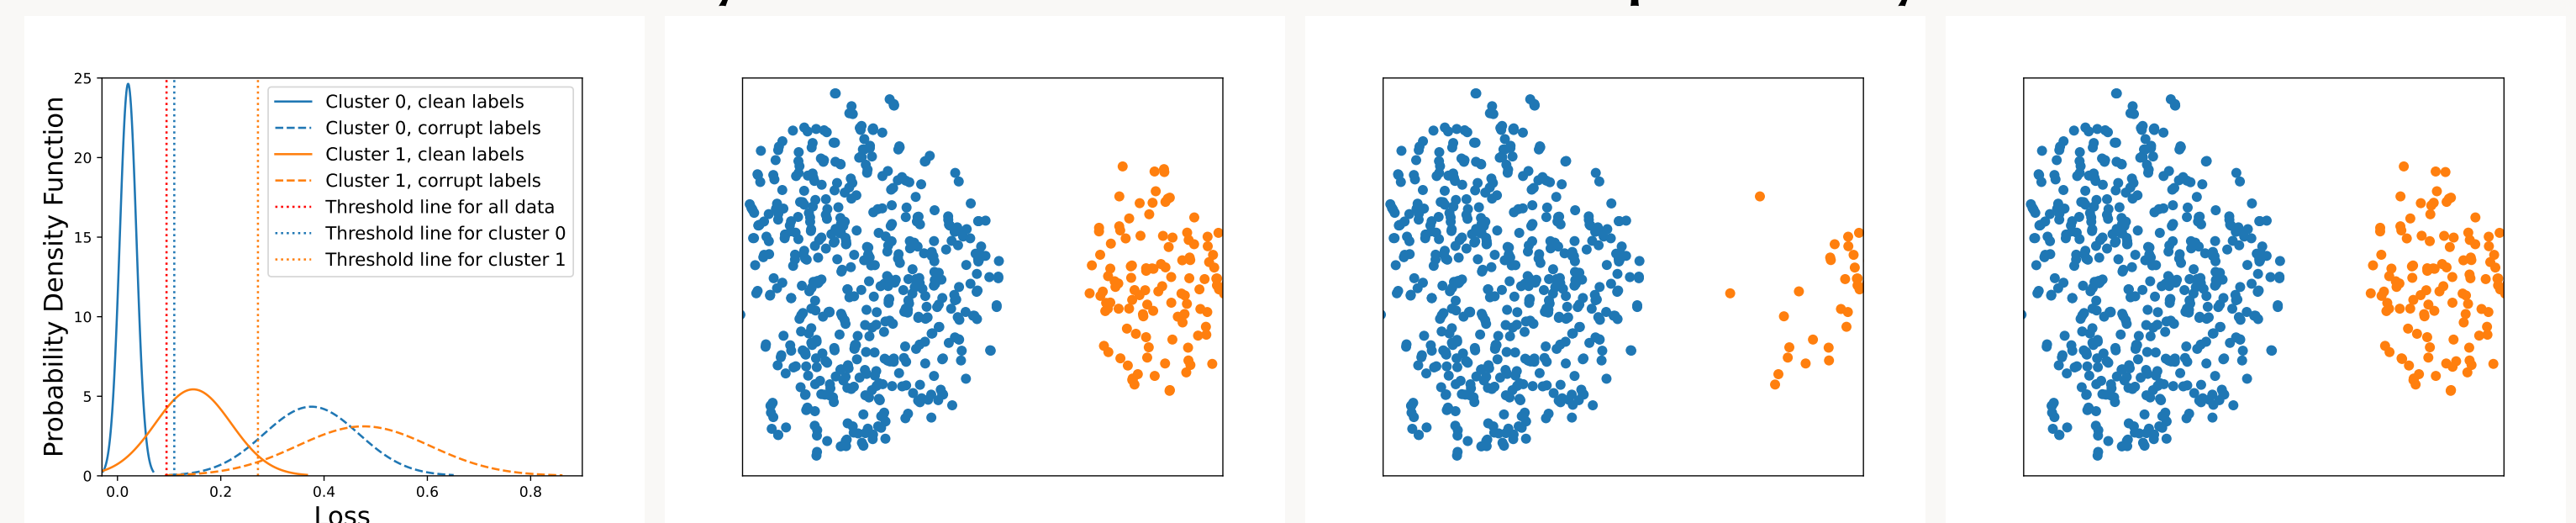 25
20
15
10
5
0
Probability Density Function
Cluster 0, clean labels
Cluster 0, corrupt labels
Cluster 1, clean labels
Cluster 1, corrupt labels
Threshold line for all data
Threshold line for cluster 0
Threshold line for cluster 1
0.0 0.2 0.4 0.6 0.8
Loss